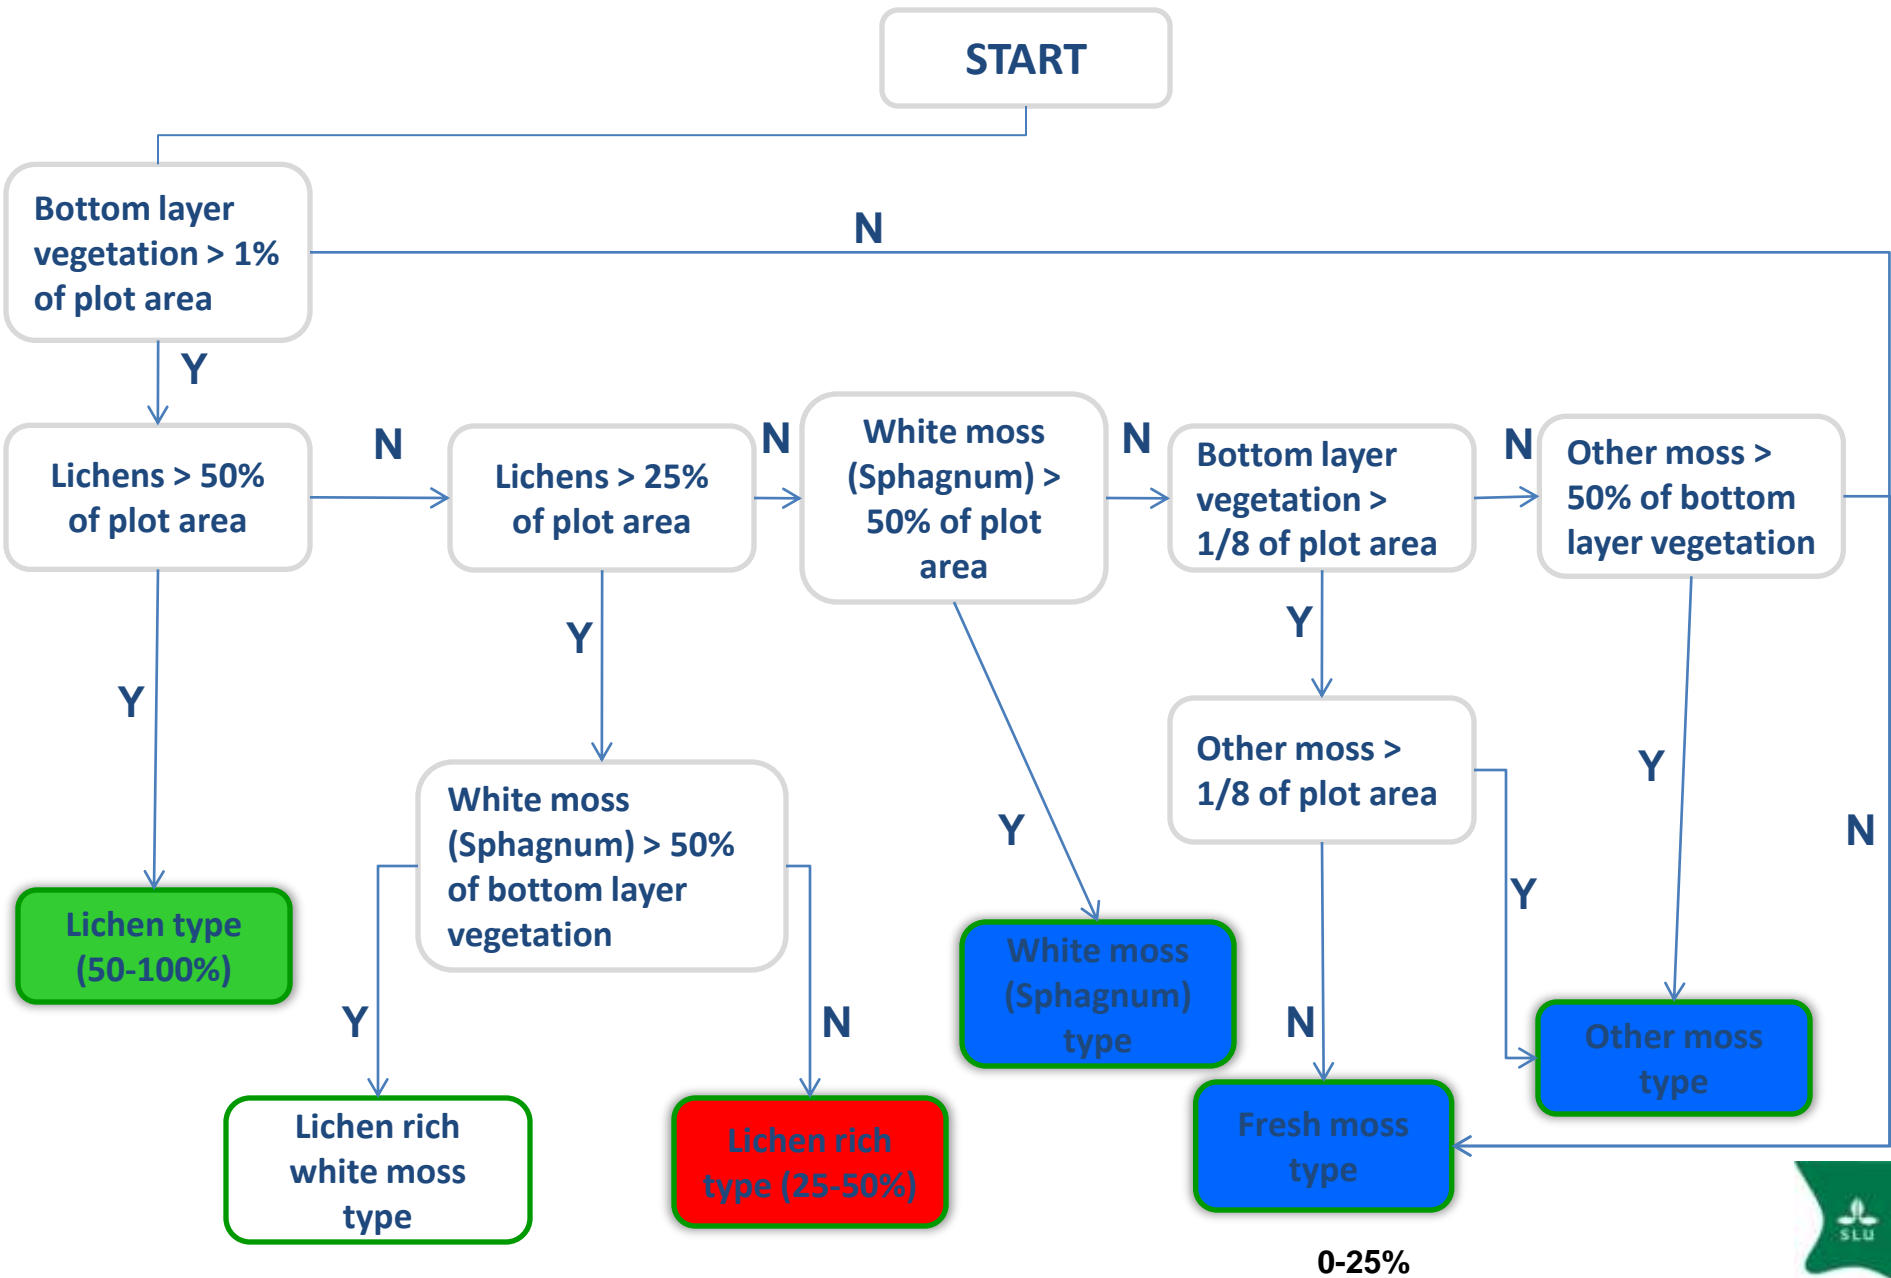 START
Bottom layer
vegetation > 1%
of plot area
N
Y
Lichens > 50%
of plot area
N
Lichens > 25%
of plot area
N
White moss
(Sphagnum) >
50% of plot
area
N
Bottom layer
vegetation >
1/8 of plot area
N
Other moss >
50% of bottom
layer vegetation
Y
Y
Y
Y
Y
N
White moss
(Sphagnum) > 50%
of bottom layer
vegetation
Other moss >
1/8 of plot area
Y
N
N
Y
Lichen type
(50-100%)
White moss
(Sphagnum)
type
Other moss
type
Lichen rich
white moss
type
Lichen rich
type (25-50%)
Fresh moss
type
0-25%
SLU